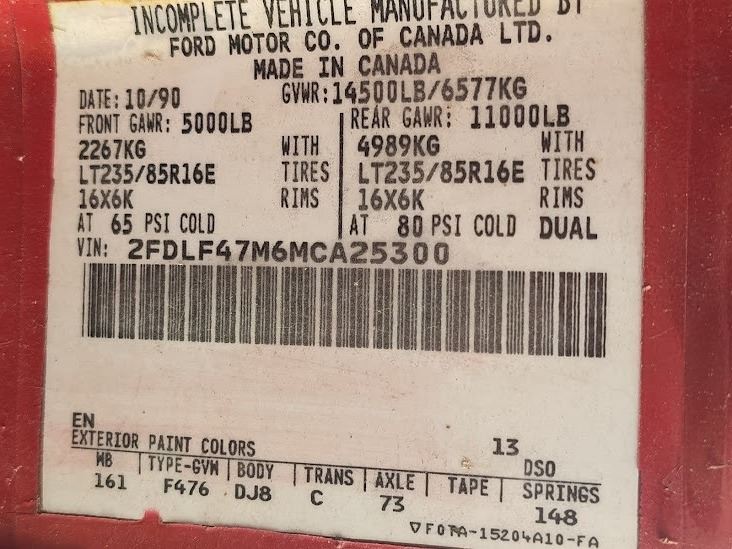 INCOMPLETE VEHICLE MANUFACTURED BY
FORD MOTOR CO. OF CANADA LTD.
MADE IN CANADA
DATE: 10/90 GVWR: 14500LB/6577KG
FRONT GAWR: 5000LB REAR GAWR: 11000LB
2267KG WITH 4989KG WITH
LT235/85R16E TIRES LT235/85R16E TIRES
16X6K RIMS 16X6K RIMS
AT 65 PSI COLD AT 80 PSI COLD DUAL
VIN: 2FDLF47M6MCA25300
EN
EXTERIOR PAINT COLORS 13 DSO
WB TYPE-GVW BODY TRANS AXLE TAPE SPRINGS
161 F476 DJ8 C 73 148
▽F0TA-15204A10-FA